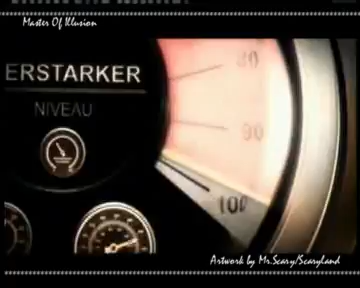 Master Of Illusion
ERSTARKER
NIVEAU
80
90
100
Artwork by Mr.Scary/Scaryland